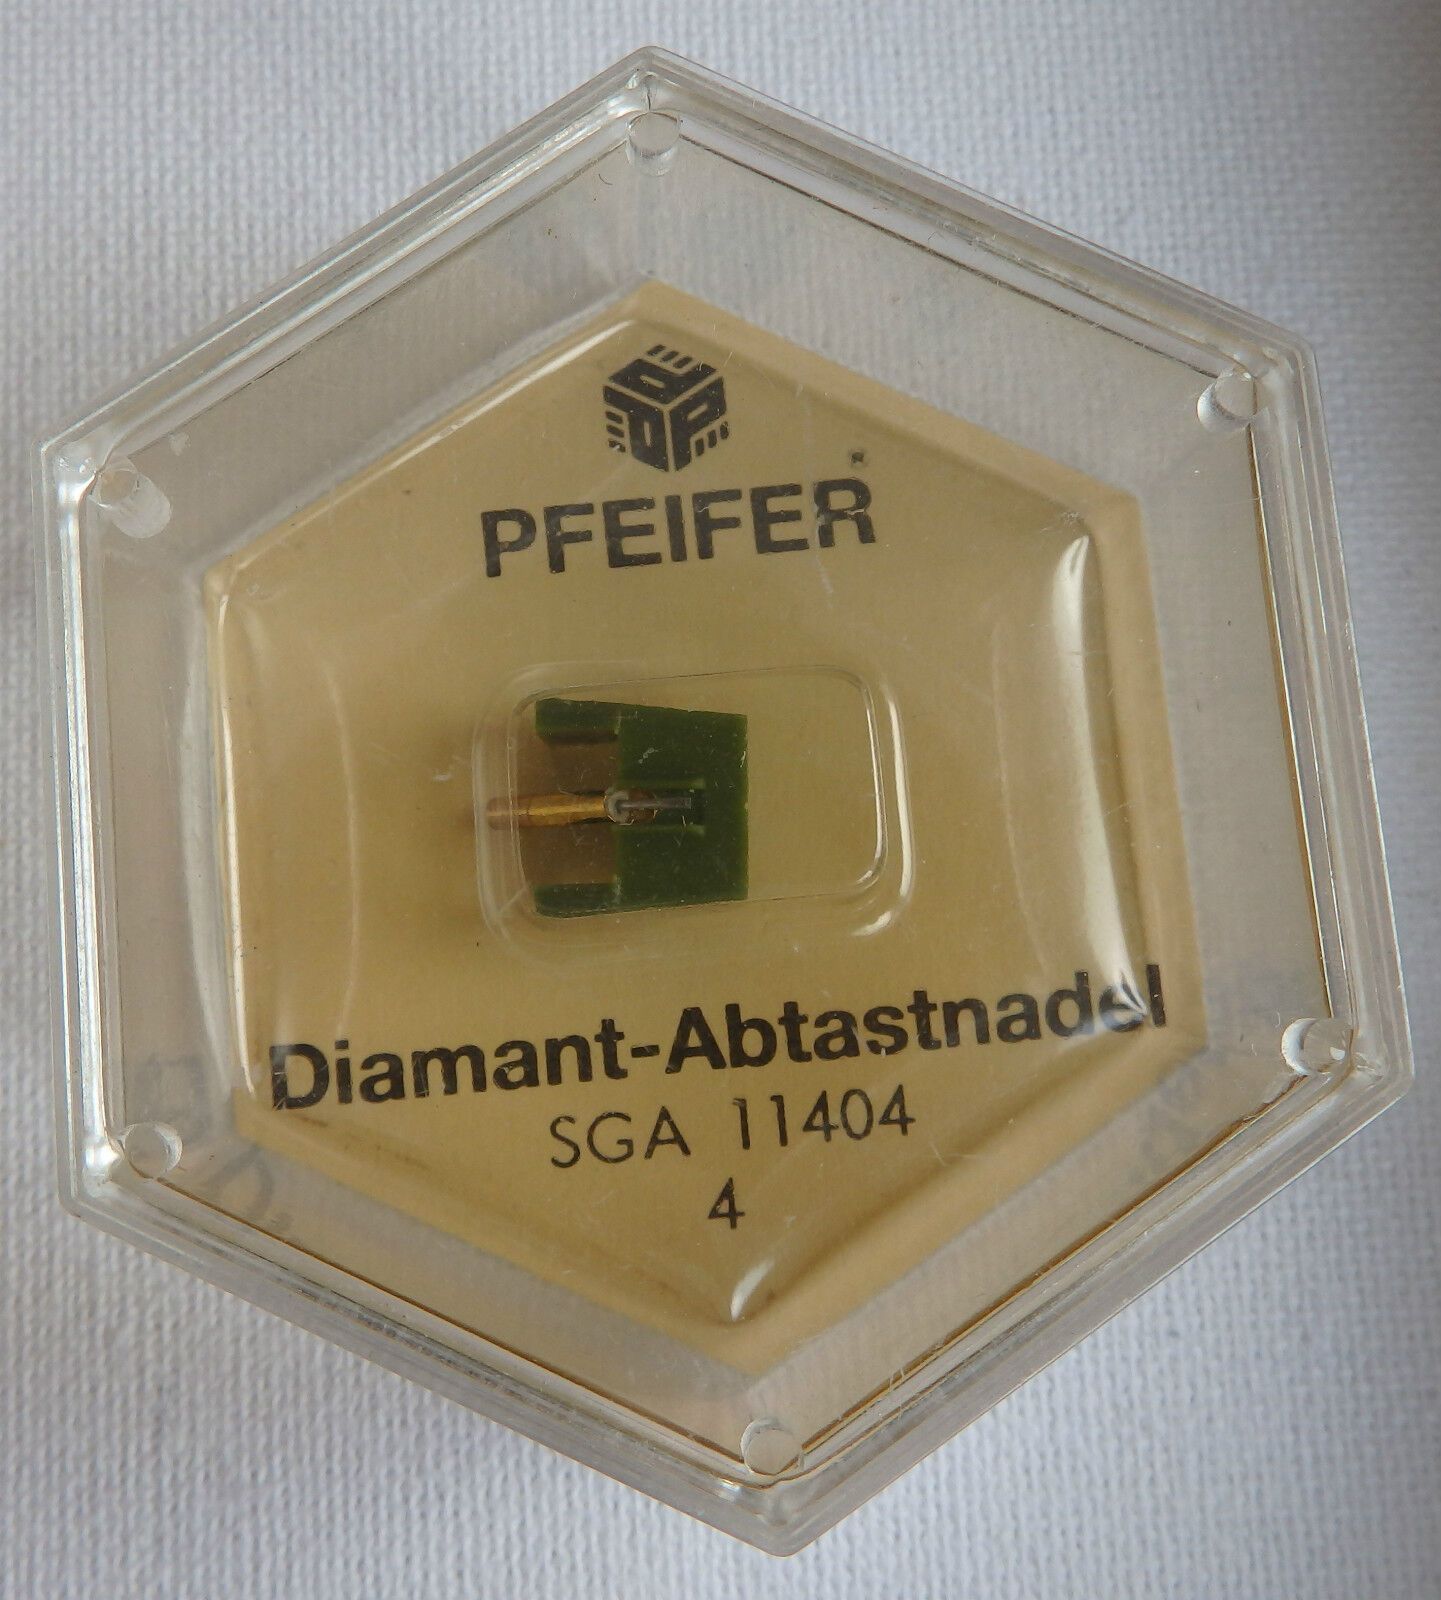 PFEIFER
Diamant-Abtastnadel
SGA 11404
4